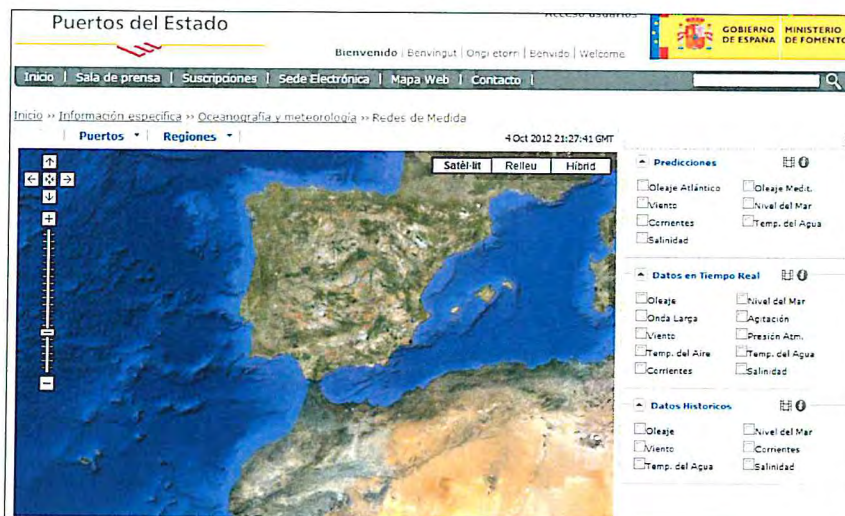 Acceso usuarios
Puertos del Estado
GOBIERNO DE ESPAÑA
MINISTERIO DE FOMENTO
Bienvenido | Benvingut | Ongi etorri | Benvido | Welcome
Inicio | Sala de prensa | Suscripciones | Sede Electrónica | Mapa Web | Contacto |
Inicio ›› Información específica ›› Oceanografía y meteorología ›› Redes de Medida
Puertos | Regiones
4 Oct 2012 21:27:41 GMT
Satèl·lit Relleu Híbrid
Predicciones
Oleaje Atlántico Oleaje Medit.
Viento Nivel del Mar
Corrientes Temp. del Agua
Salinidad
Datos en Tiempo Real
Oleaje Nivel del Mar
Onda Larga Agitación
Viento Presión Atm.
Temp. del Aire Temp. del Agua
Corrientes Salinidad
Datos Historicos
Oleaje Nivel del Mar
Viento Corrientes
Temp. del Agua Salinidad